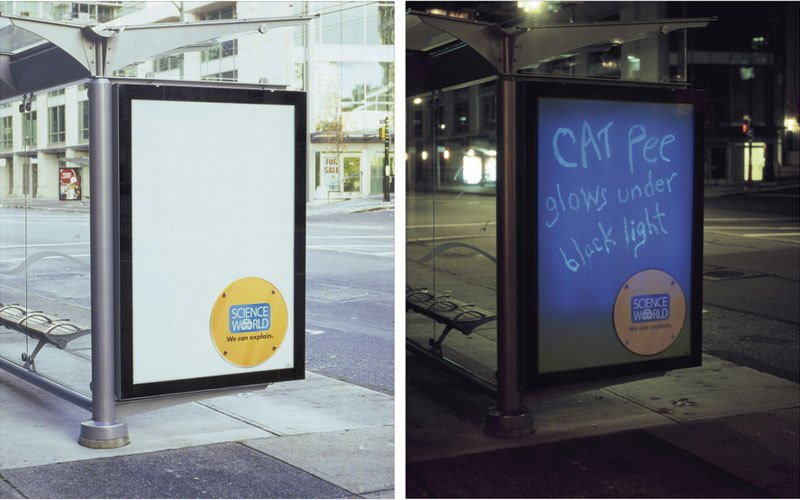 FOR
SALE
SCIENCE
WORLD
We can explain.
CAT Pee
glows under
black light
SCIENCE
WORLD
We can explain.